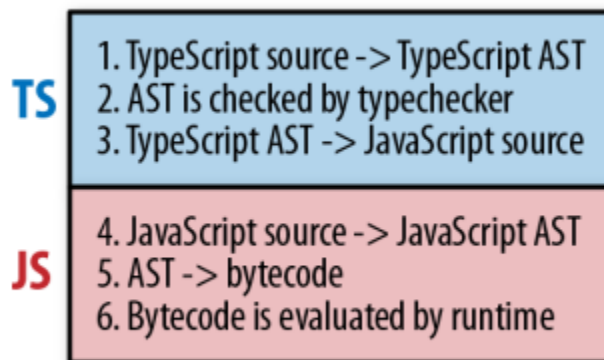 TS
1. TypeScript source -> TypeScript AST
2. AST is checked by typechecker
3. TypeScript AST -> JavaScript source
JS
4. JavaScript source -> JavaScript AST
5. AST -> bytecode
6. Bytecode is evaluated by runtime